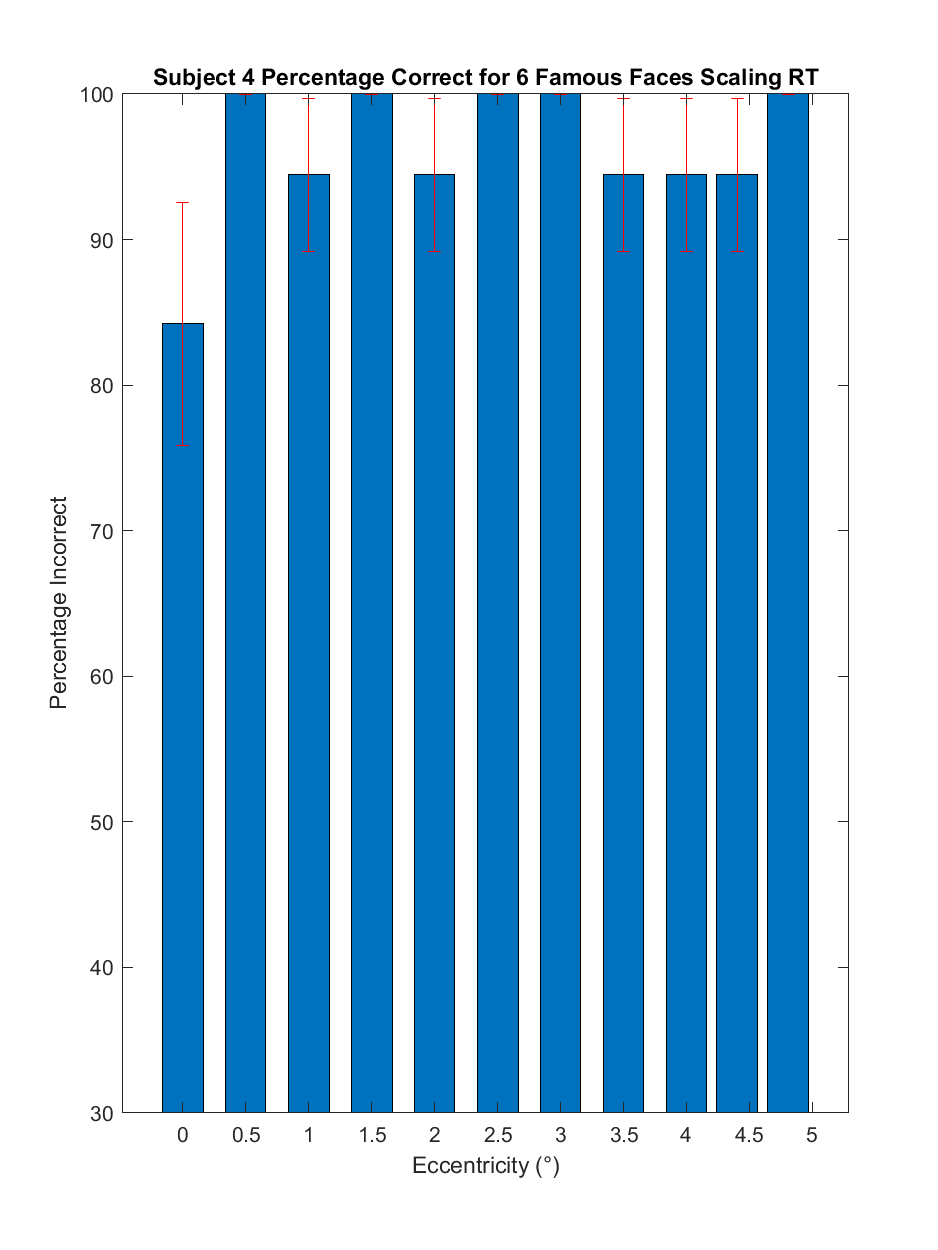 Subject 4 Percentage Correct for 6 Famous Faces Scaling RT
100
90
80
70
60
50
40
30
Percentage Incorrect
0 0.5 1 1.5 2 2.5 3 3.5 4 4.5 5
Eccentricity (°)